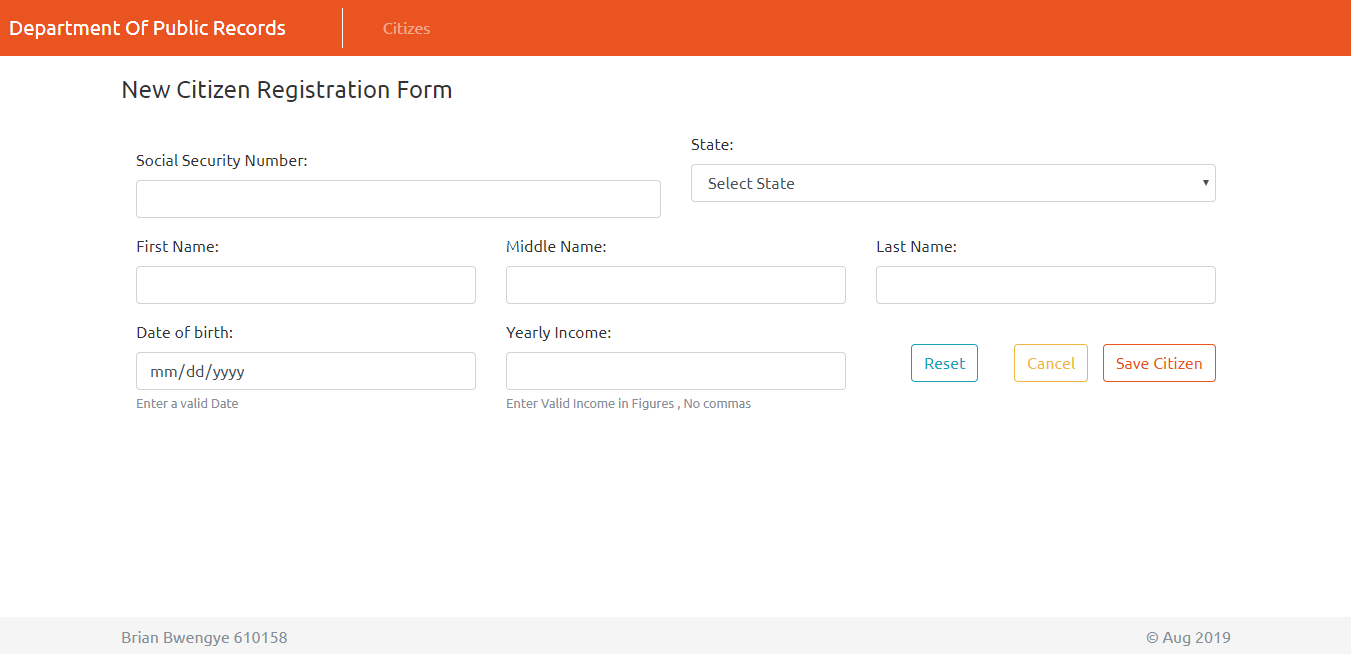 Department Of Public Records
Citizes
New Citizen Registration Form
Social Security Number:
State:
Select State
First Name:
Middle Name:
Last Name:
Date of birth:
Yearly Income:
mm/dd/yyyy
Reset
Cancel
Save Citizen
Enter a valid Date
Enter Valid Income in Figures , No commas
Brian Bwengye 610158
© Aug 2019